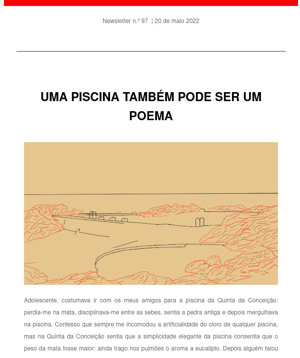 Newsletter n.º 97 | 20 de maio 2022
UMA PISCINA TAMBÉM PODE SER UM
POEMA
Adolescente, costumava ir com os meus amigos para a piscina da Quinta da Conceição:
perdia-me na mata, disciplinava-me entre as sebes, sentia a pedra antiga e depois mergulhava
na piscina. Confesso que sempre me incomodou a artificialidade do cloro de qualquer piscina,
mas na Quinta da Conceição sentia que a simplicidade elegante da piscina consentia que o
peso da mata fosse maior: ainda trago nos pulmões o aroma a eucalipto. Depois alguém falou